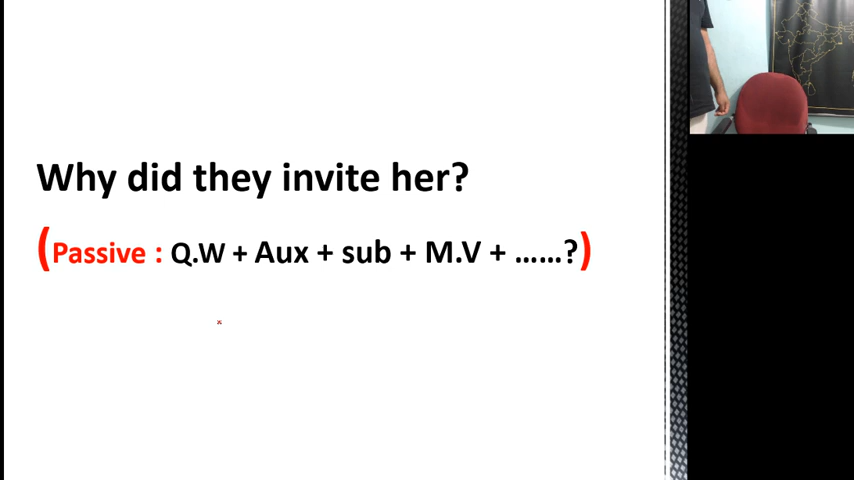 Why did they invite her?
(Passive : Q.W + Aux + sub + M.V + ......?)